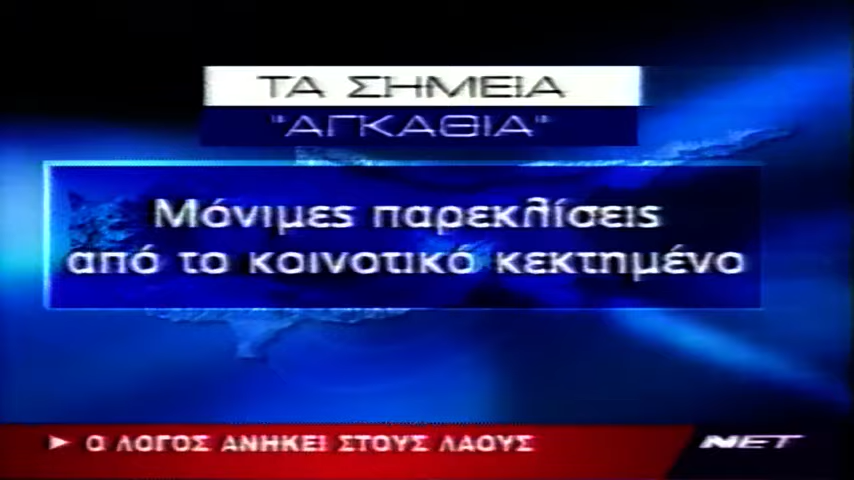 ΤΑ ΣΗΜΕΙΑ
"ΑΓΚΑΘΙΑ"
Μόνιμες παρεκλίσεις
από το κοινοτικό κεκτημένο
Ο ΛΟΓΟΣ ΑΝΗΚΕΙ ΣΤΟΥΣ ΛΑΟΥΣ
NET